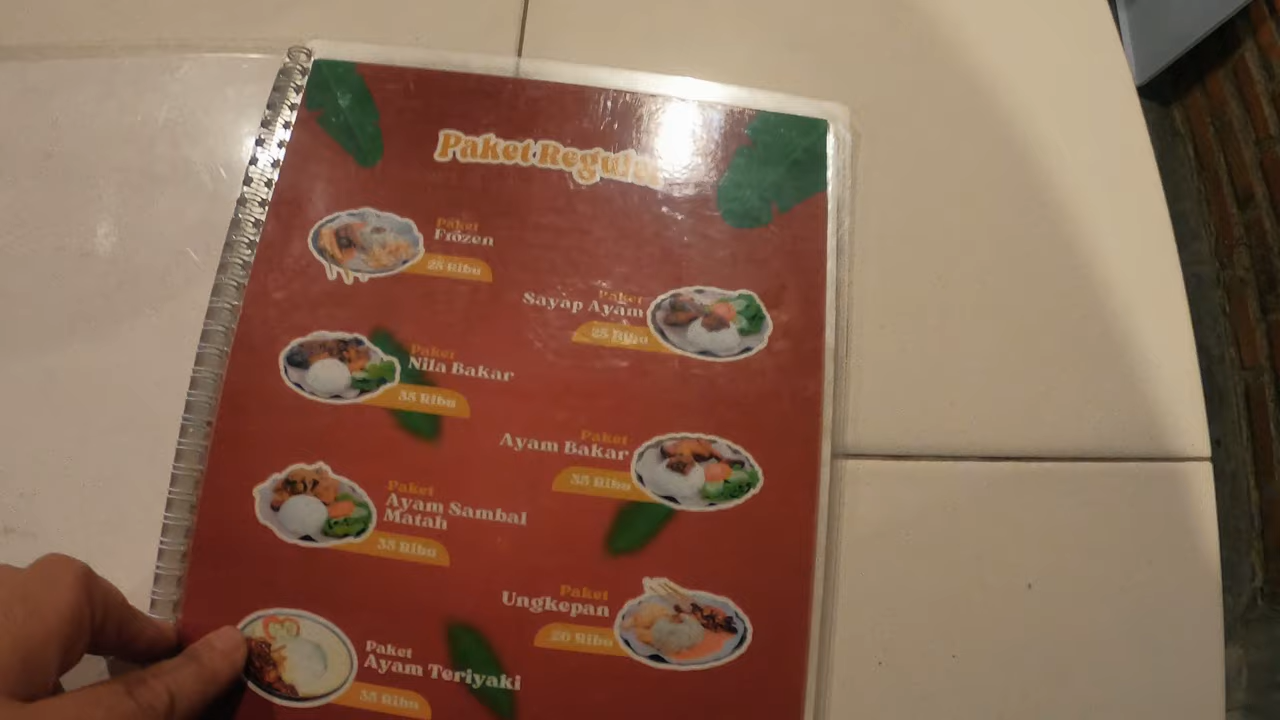 Paket Reguler
Paket
Frozen
25 Ribu
Paket
Sayap Ayam
25 Ribu
Paket
Nila Bakar
35 Ribu
Paket
Ayam Bakar
35 Ribu
Paket
Ayam Sambal
Matah
35 Ribu
Paket
Ungkepan
20 Ribu
Paket
Ayam Teriyaki
35 Ribu